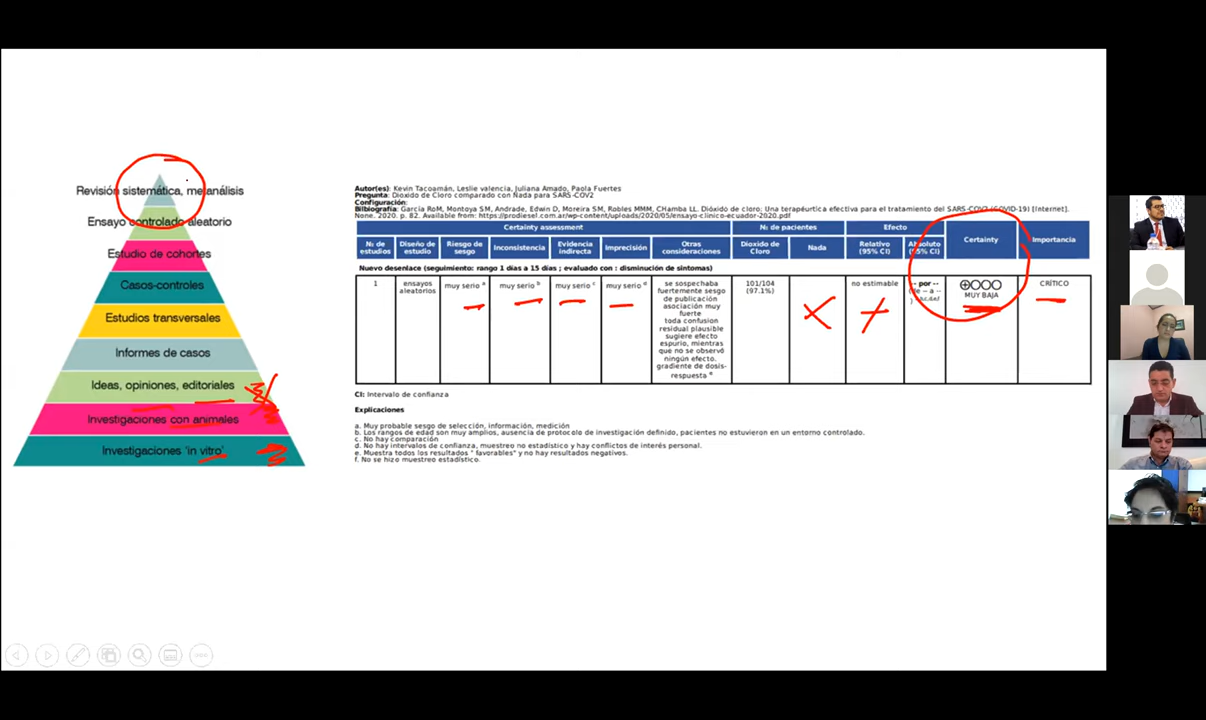 Revisión sistemática, metanálisis
Ensayo controlado aleatorio
Estudio de cohortes
Casos-controles
Estudios transversales
Informes de casos
Ideas, opiniones, editoriales
Investigaciones con animales
Investigaciones 'in vitro'
Autor(es): Kevin Tacoamán, Leslie valencia, Juliana Amado, Paola Fuertes
Pregunta: Dióxido de Cloro comparado con Nada para SARS-COV2
Configuración:
Bilbiografía: García RoM, Montoya SM, Andrade, Edwin D, Moreira SM, Robles MMM, CHamba LL. Dióxido de cloro: Una terapéurtica efectiva para el tratamiento del SARS-COV2 (COVID-19) [Internet].
None. 2020. p. 82. Available from: https://prodiesel.com.ar/wp-content/uploads/2020/05/ensayo-clinico-ecuador-2020.pdf
Certainty assessment
№ de pacientes
Efecto
Certainty
Importancia
№ de
estudios
Diseño de
estudio
Riesgo de
sesgo
Inconsistencia
Evidencia
indirecta
Imprecisión
Otras
consideraciones
Dióxido de
Cloro
Nada
Relativo
(95% CI)
Absoluto
(95% CI)
Nuevo desenlace (seguimiento: rango 1 días a 15 días ; evaluado con : disminución de sintomas)
1
ensayos
aleatorios
muy serio a
muy serio b
muy serio c
muy serio d
se sospechaba
fuertemente sesgo
de publicación
asociación muy
fuerte
toda confusion
residual plausible
sugiere efecto
espurio, mientras
que no se observó
ningún efecto.
gradiente de dosis-
respuesta e
101/104
(97.1%)
no estimable
-- por --
⨁◯◯◯
MUY BAJA
CRÍTICO
CI: Intervalo de confianza
Explicaciones
a. Muy probable sesgo de selección, información, medición
b. Los rangos de edad son muy amplios, ausencia de protocolo de investigación definido, pacientes no estuvieron en un entorno controlado.
c. No hay comparación
d. No hay intervalos de confianza, muestreo no estadístico y hay conflictos de interés personal.
e. Muestra todos los resultados " favorables" y no hay resultados negativos.
f. No se hizo muestreo estadístico.